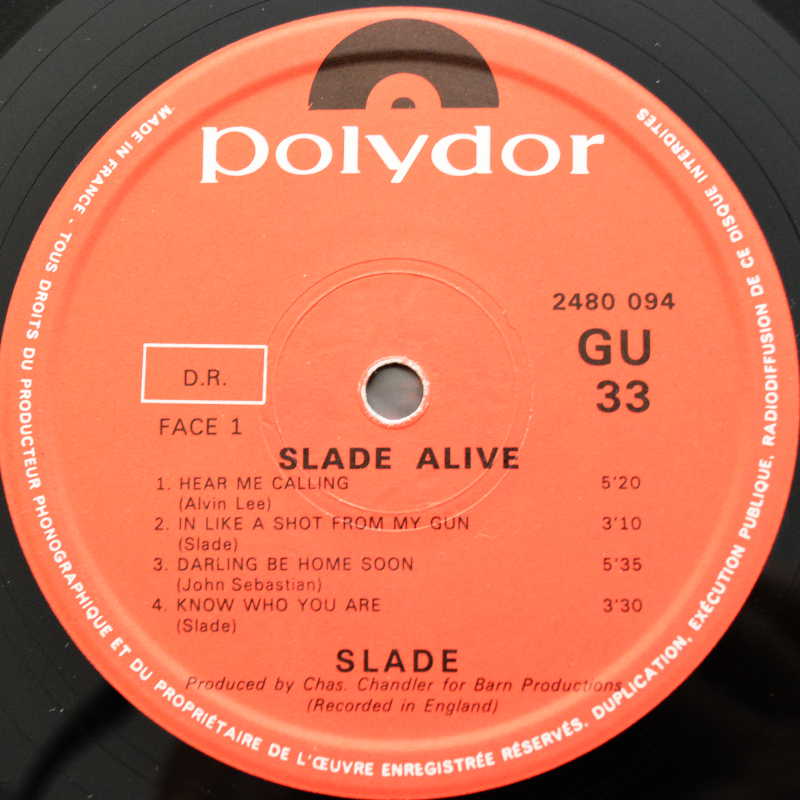 polydor
MADE IN FRANCE - TOUS DROITS DU PRODUCTEUR PHONOGRAPHIQUE ET DU PROPRIÉTAIRE DE L'ŒUVRE ENREGISTRÉE RÉSERVÉS. DUPLICATION, EXÉCUTION PUBLIQUE, RADIODIFFUSION DE CE DISQUE INTERDITES
2480 094
GU
33
D.R.
FACE 1
SLADE ALIVE
1. HEAR ME CALLING 5'20
(Alvin Lee)
2. IN LIKE A SHOT FROM MY GUN 3'10
(Slade)
3. DARLING BE HOME SOON 5'35
(John Sebastian)
4. KNOW WHO YOU ARE 3'30
(Slade)
SLADE
Produced by Chas. Chandler for Barn Productions
(Recorded in England)